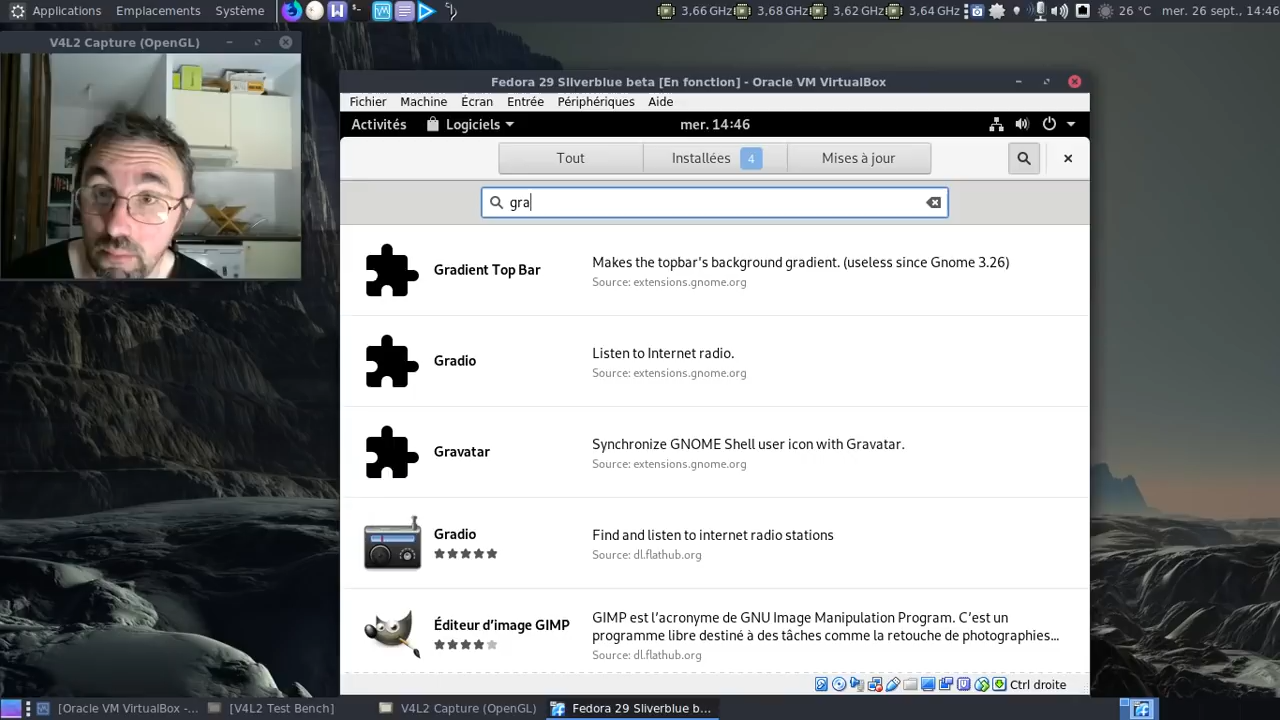 Applications Emplacements Système 3,66 GHz 3,68 GHz 3,62 GHz 3,64 GHz 26 °C mer. 26 sept., 14:46
V4L2 Capture (OpenGL)
Fedora 29 Sliverblue beta [En fonction] - Oracle VM VirtualBox
Fichier Machine Écran Entrée Périphériques Aide
Activités Logiciels mer. 14:46
Tout Installées 4 Mises à jour
gra
Gradient Top Bar
Makes the topbar's background gradient. (useless since Gnome 3.26)
Source: extensions.gnome.org
Gradio
Listen to Internet radio.
Source: extensions.gnome.org
Gravatar
Synchronize GNOME Shell user icon with Gravatar.
Source: extensions.gnome.org
Gradio
Find and listen to internet radio stations
Source: dl.flathub.org
Éditeur d’image GIMP
GIMP est l’acronyme de GNU Image Manipulation Program. C’est un
programme libre destiné à des tâches comme la retouche de photographies…
Source: dl.flathub.org
Ctrl droite
[Oracle VM VirtualBox -... [V4L2 Test Bench] V4L2 Capture (OpenGL) Fedora 29 Sliverblue b...